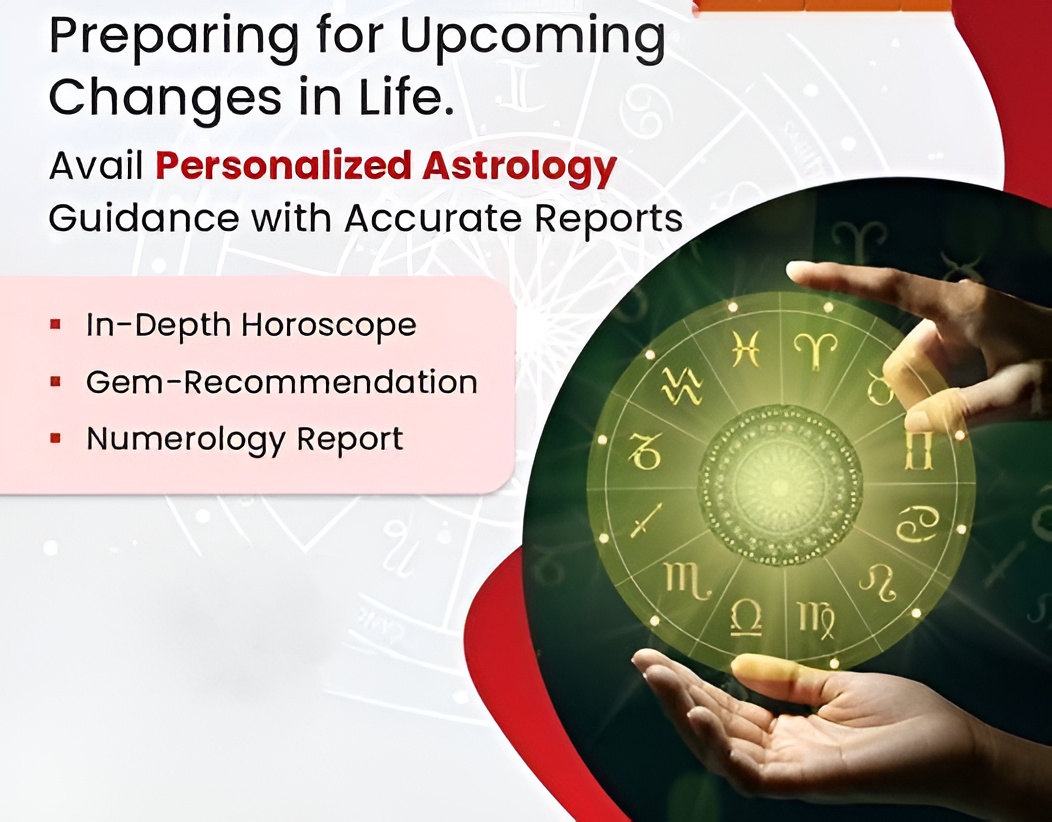 Preparing for Upcoming
Changes in Life.
Avail Personalized Astrology
Guidance with Accurate Reports
▪ In-Depth Horoscope
▪ Gem-Recommendation
▪ Numerology Report